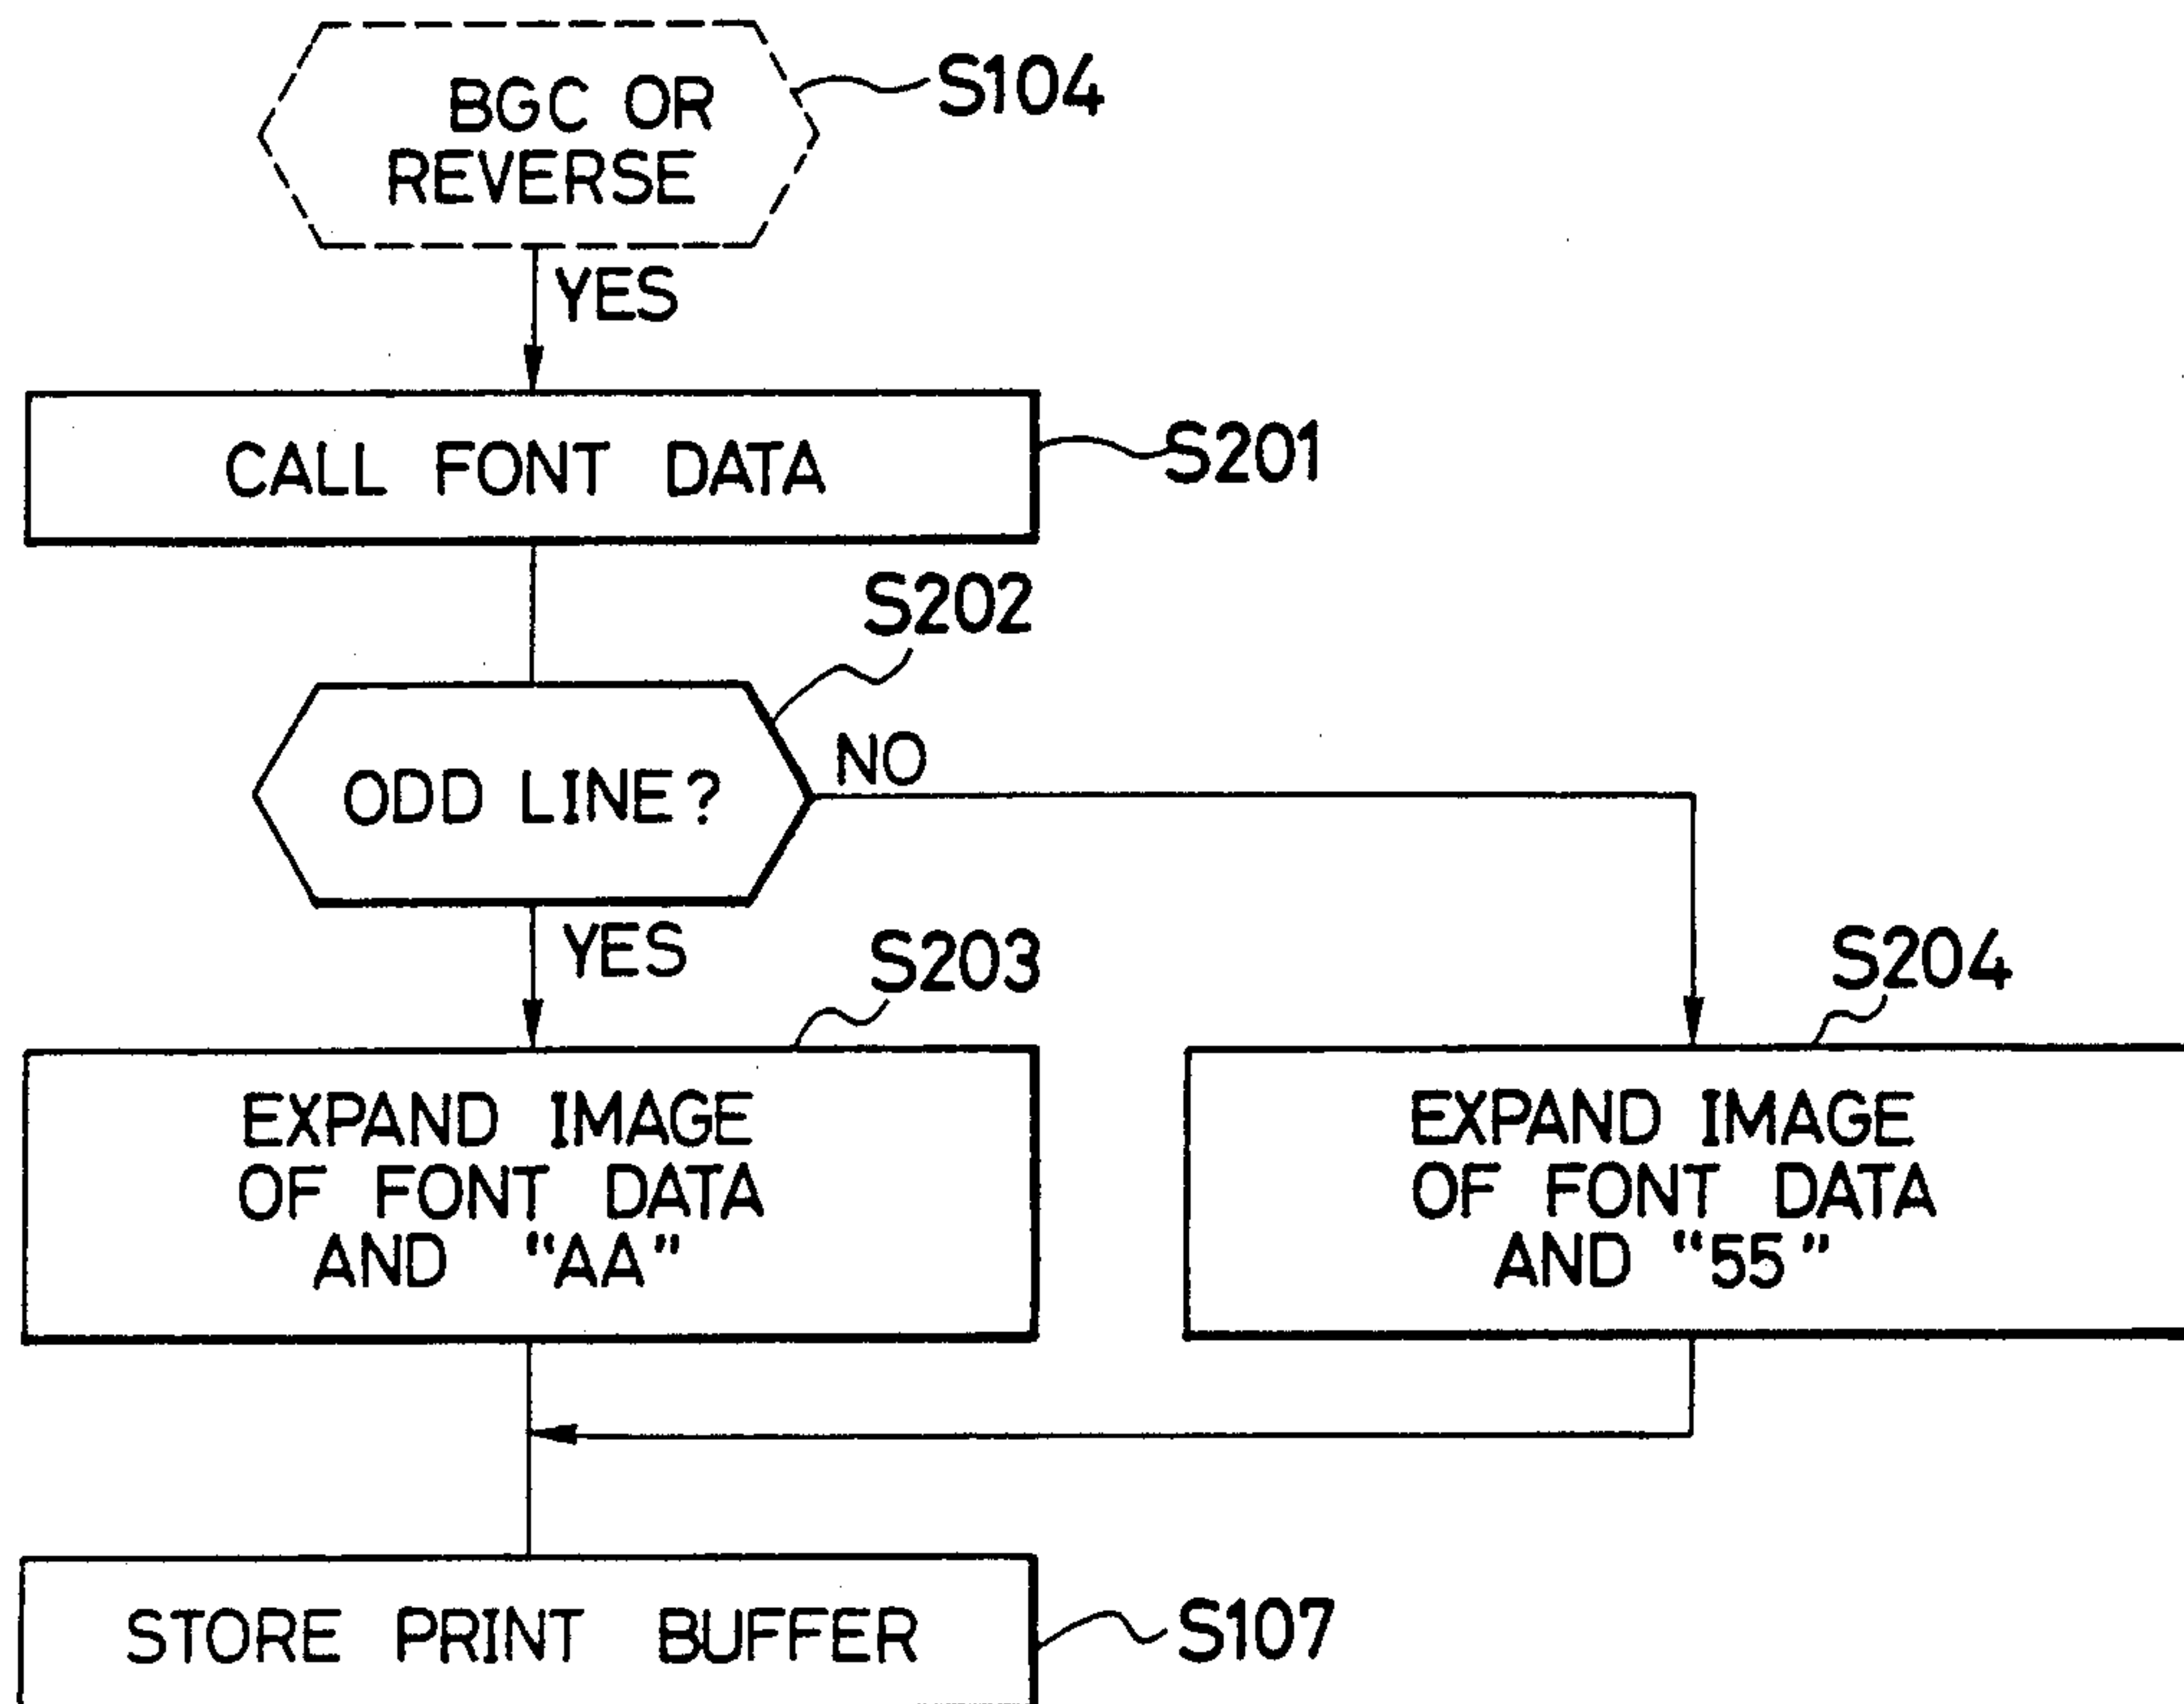 BGC OR
REVERSE
S104
YES
CALL FONT DATA
S201
S202
ODD LINE?
NO
YES
S203
S204
EXPAND IMAGE
OF FONT DATA
AND "AA"
EXPAND IMAGE
OF FONT DATA
AND "55"
STORE PRINT BUFFER
S107